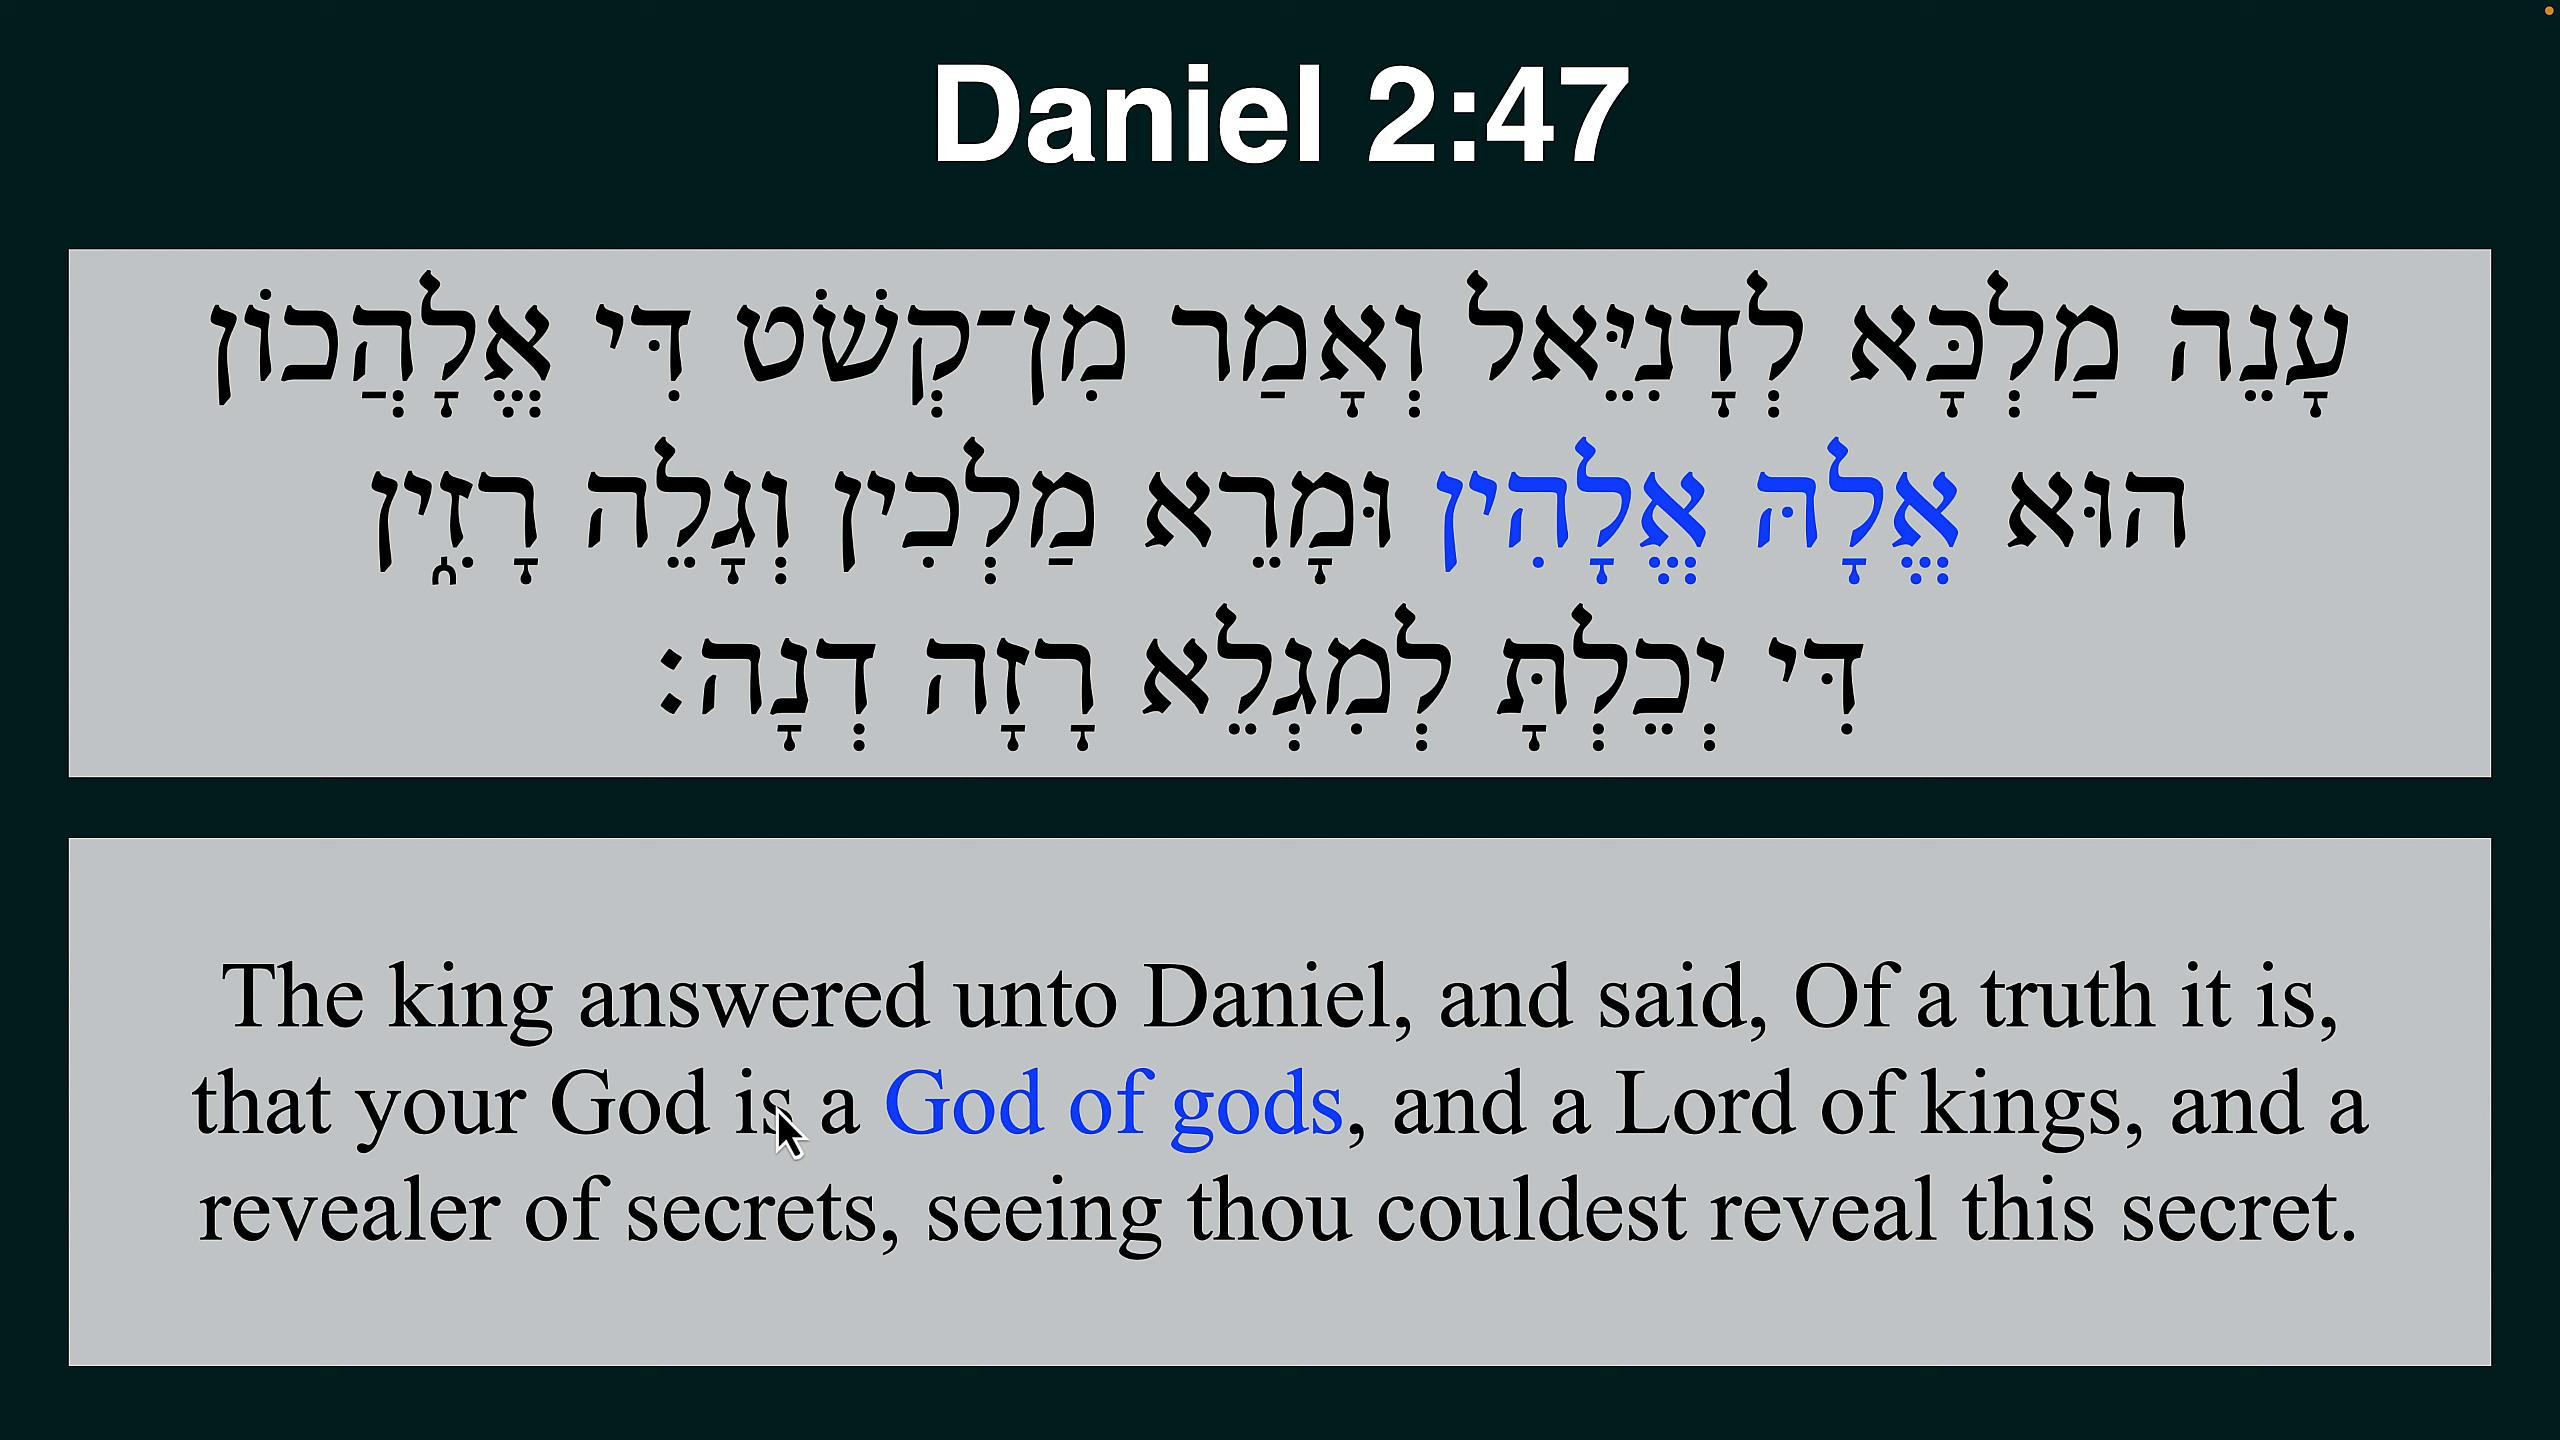 Daniel 2:47
עָנֵה מַלְכָּא לְדָנִיֵּאל וְאָמַר מִן־קְשֹׁט דִּי אֱלָהֲכוֹן
הוּא אֱלָהּ אֱלָהִין וּמָרֵא מַלְכִין וְגָלֵה רָזִ֑ין
דִּי יְכֵלְתָּ לְמִגְלֵא רָזָה דְנָה׃
The king answered unto Daniel, and said, Of a truth it is,
that your God is a God of gods, and a Lord of kings, and a
revealer of secrets, seeing thou couldest reveal this secret.